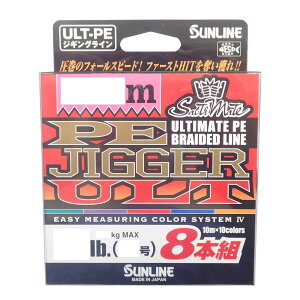 ULT-PE
ジギングライン
SUNLINE
圧巻のフォールスピード!ファーストHITを奪い獲れ!!
m
SaltiMate
ULTIMATE PE
BRAIDED LINE
PE
JIGGER
ULT
EASY MEASURING COLOR SYSTEM Ⅳ
kg MAX
10m×10colors
lb.( 号)
8本組
SUNLINE
MADE IN JAPAN